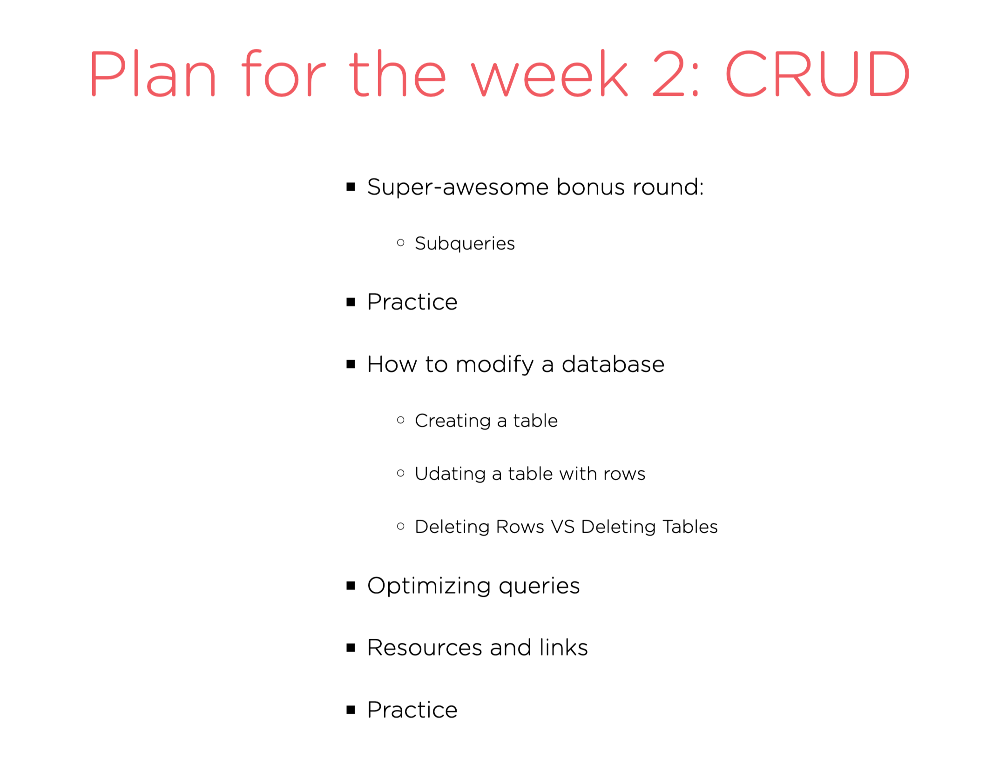 Plan for the week 2: CRUD
Super-awesome bonus round:
Subqueries
Practice
How to modify a database
Creating a table
Udating a table with rows
Deleting Rows VS Deleting Tables
Optimizing queries
Resources and links
Practice